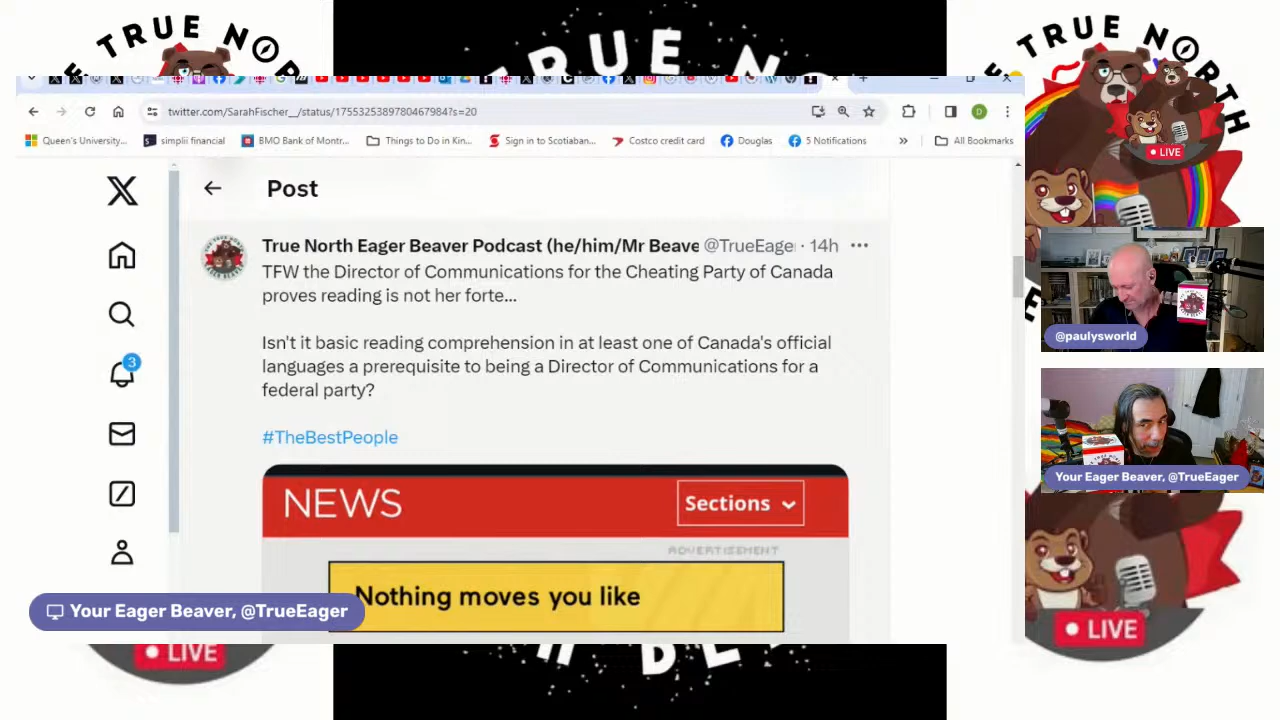 TRUE NORTH
TRUE N
TRUE NORTH
twitter.com/SarahFischer__/status/1755325389780467984?s=20
Queen's University...
simplii financial
BMO Bank of Montr...
Things to Do in Kin...
Sign in to Scotiaban...
Costco credit card
Douglas
5 Notifications
»
All Bookmarks
LIVE
Post
3
True North Eager Beaver Podcast (he/him/Mr Beave @TrueEage · 14h
TFW the Director of Communications for the Cheating Party of Canada
proves reading is not her forte...
Isn't it basic reading comprehension in at least one of Canada's official
languages a prerequisite to being a Director of Communications for a
federal party?
#TheBestPeople
NEWS
Sections
ADVERTISEMENT
Nothing moves you like
@paulysworld
Your Eager Beaver, @TrueEager
Your Eager Beaver, @TrueEager
LIVE
LIVE